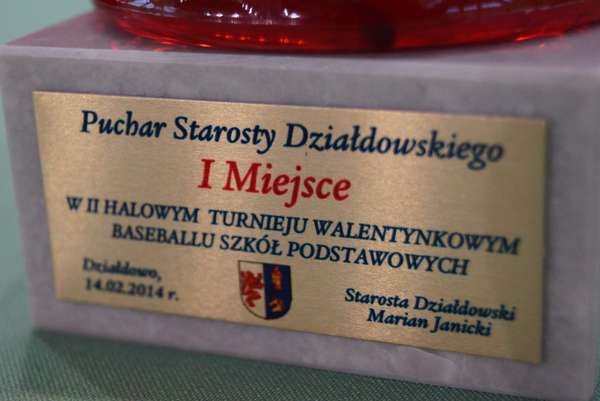 Puchar Starosty Działdowskiego
I Miejsce
W II HALOWYM TURNIEJU WALENTYNKOWYM
BASEBALLU SZKÓŁ PODSTAWOWYCH
Działdowo,
14.02.2014 r.
Starosta Działdowski
Marian Janicki